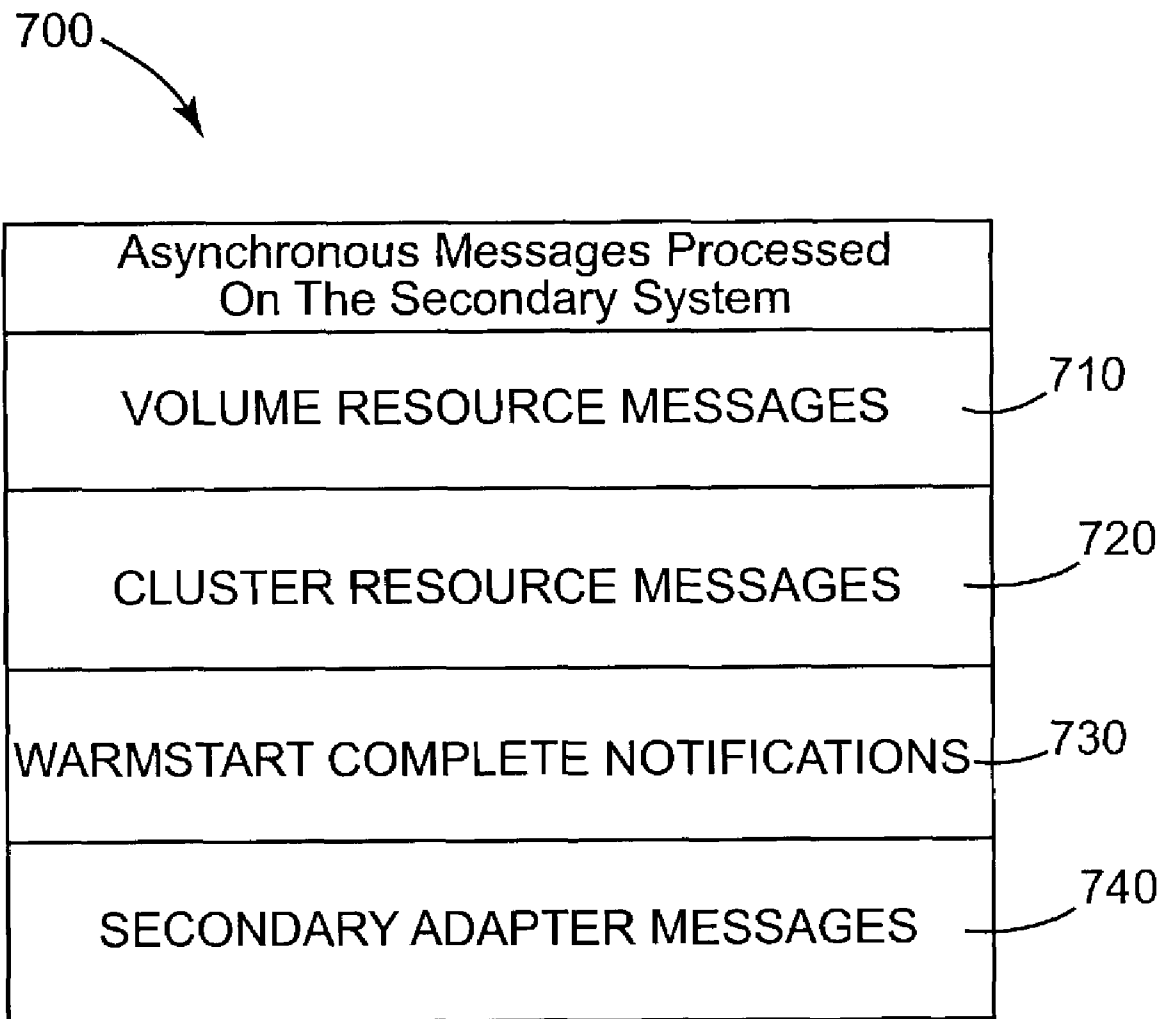 700
Asynchronous Messages Processed
On The Secondary System
VOLUME RESOURCE MESSAGES
710
CLUSTER RESOURCE MESSAGES
720
WARMSTART COMPLETE NOTIFICATIONS
730
SECONDARY ADAPTER MESSAGES
740